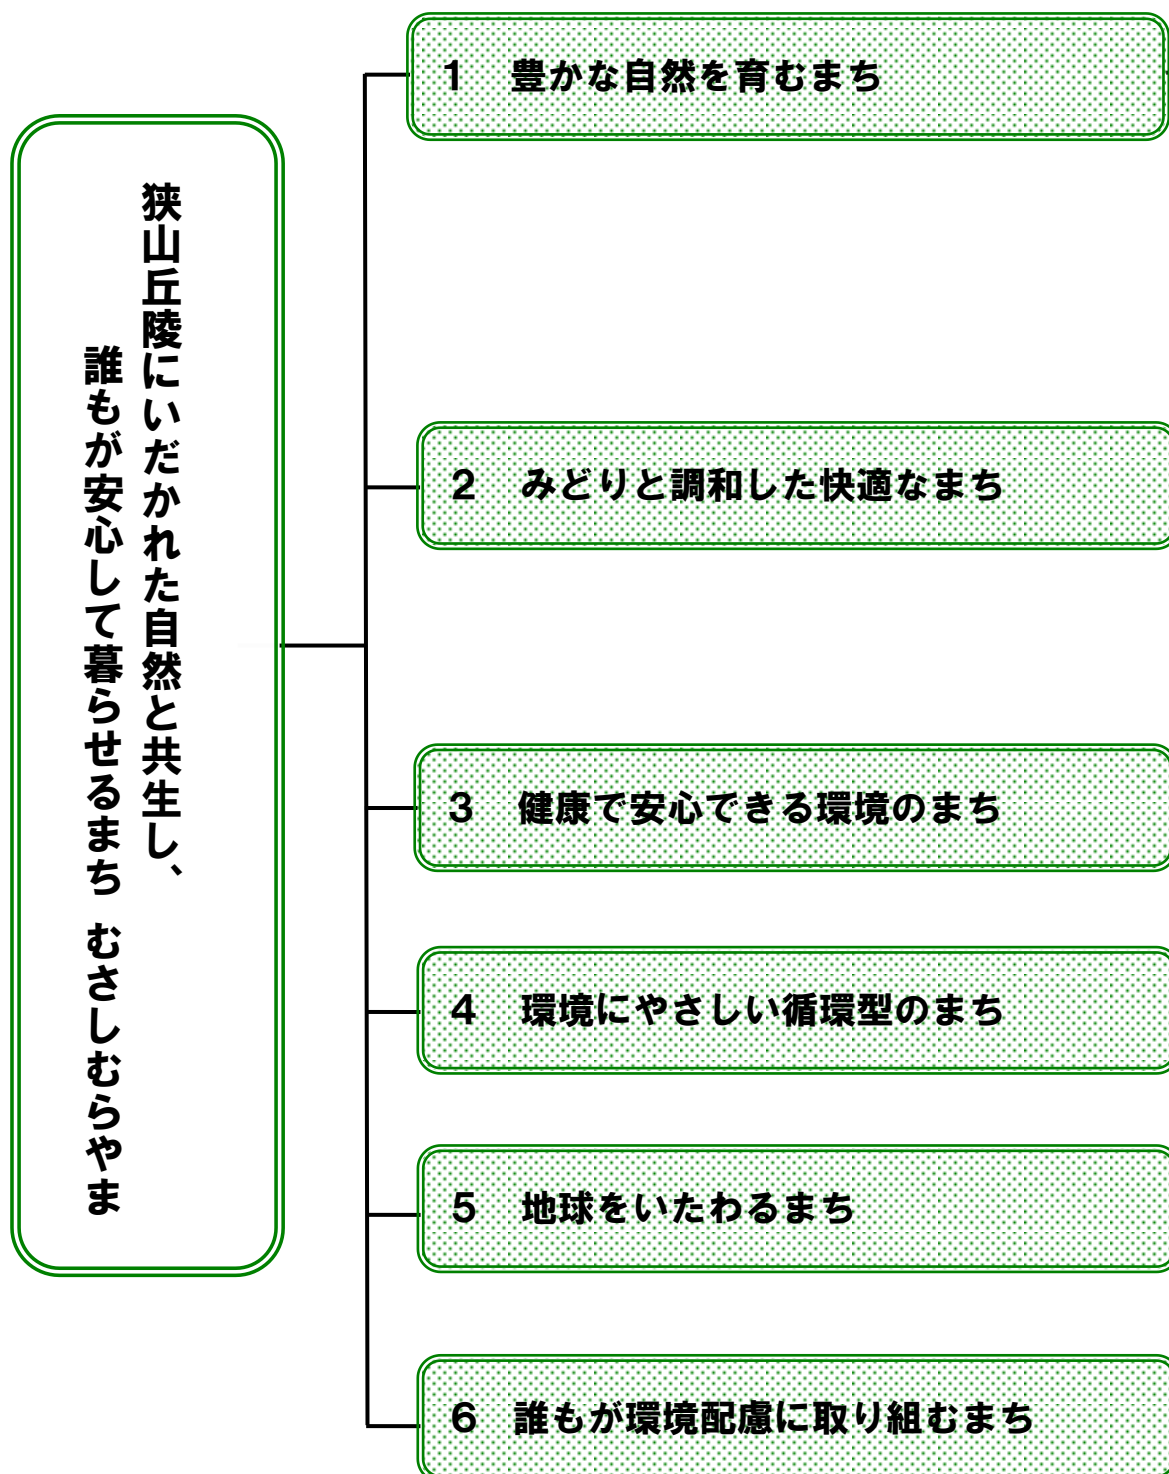 狭山丘陵にいだかれた自然と共生し、
誰もが安心して暮らせるまち むさしむらやま
1 豊かな自然を育むまち
2 みどりと調和した快適なまち
3 健康で安心できる環境のまち
4 環境にやさしい循環型のまち
5 地球をいたわるまち
6 誰もが環境配慮に取り組むまち